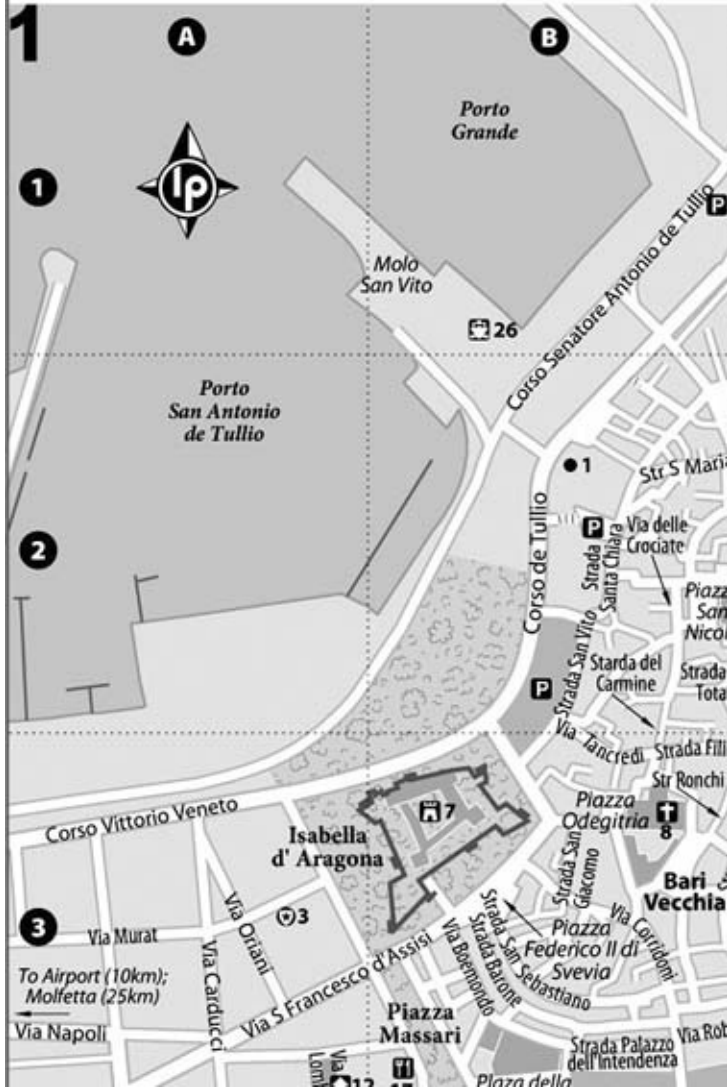 1
A
B
Porto
Grande
lp
1
P
Molo
San Vito
Corso Senatore Antonio de Tullio
26
Porto
San Antonio
de Tullio
1
Str S Maria
Corso de Tullio
P
Via delle
Crociate
Strada
Santa Chiara
2
Strada San Vito
Starda del
Carmine
Strada
P
Via Tancredi
Strada
Str Ronchi
Corso Vittorio Veneto
7
Piazza
Odegitria
8
Isabella
d' Aragona
Strada San
Giacomo
Bari
Vecchia
Via Oriani
3
3
Via Murat
Via Carducci
Via S Francesco d'Assisi
Via Boemondo
Strada Barone
Strada San Sebastiano
Piazza
Federico II di
Svevia
Via Corridoni
To Airport (10km);
Molfetta (25km)
Via Napoli
Piazza
Massari
Strada Palazzo
dell'Intendenza
Via
Via
12
17